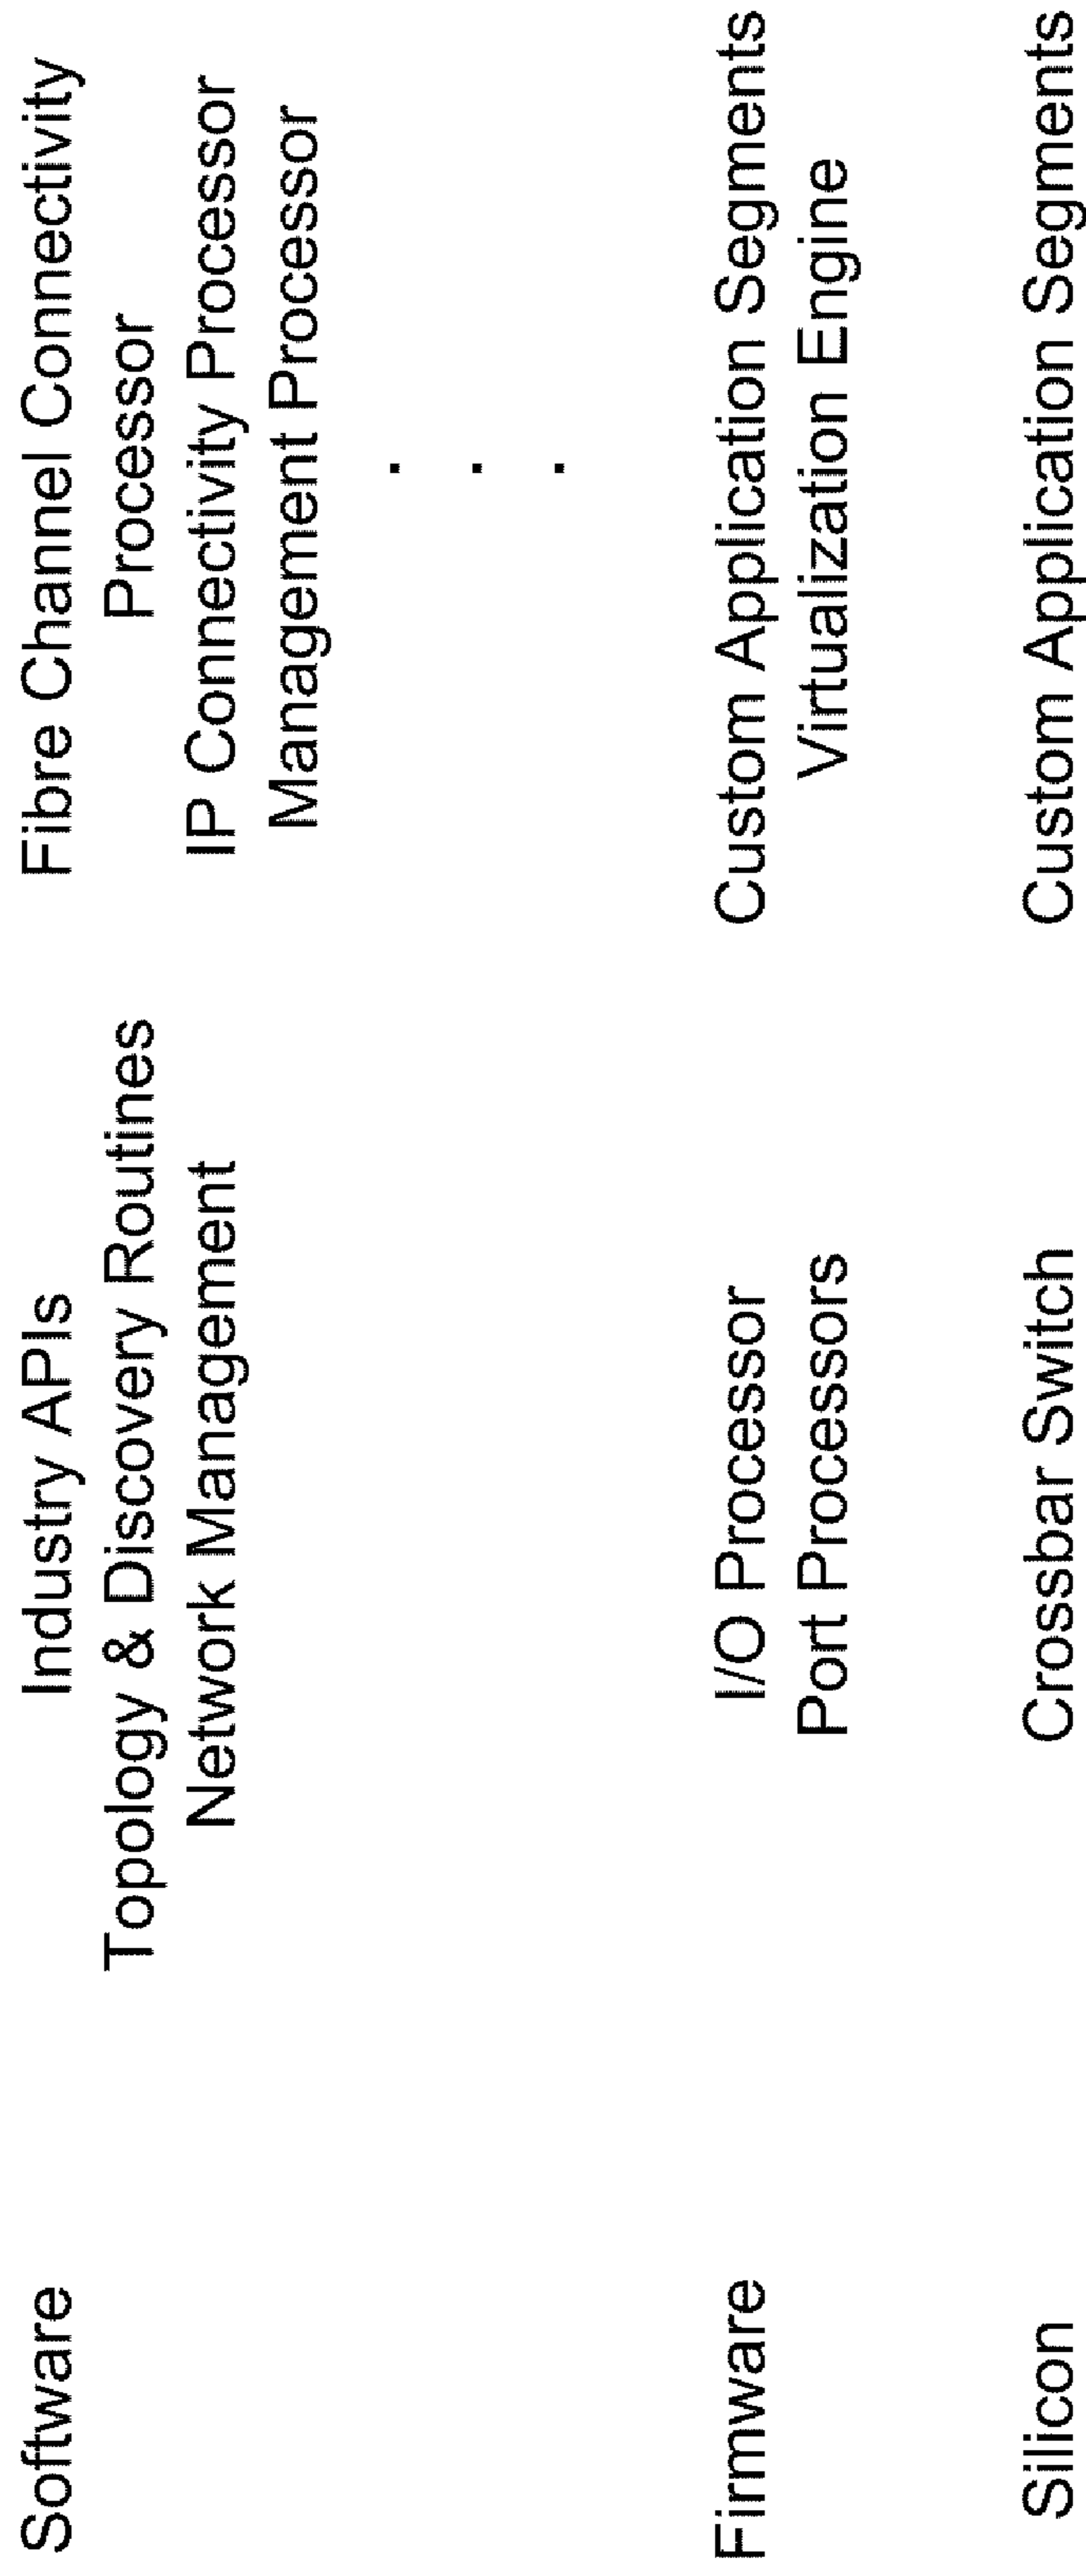 Software
Industry APIs
Topology & Discovery Routines
Network Management
Fibre Channel Connectivity
Processor
IP Connectivity Processor
Management Processor
.
.
.
Firmware
I/O Processor
Port Processors
Custom Application Segments
Virtualization Engine
Silicon
Crossbar Switch
Custom Application Segments